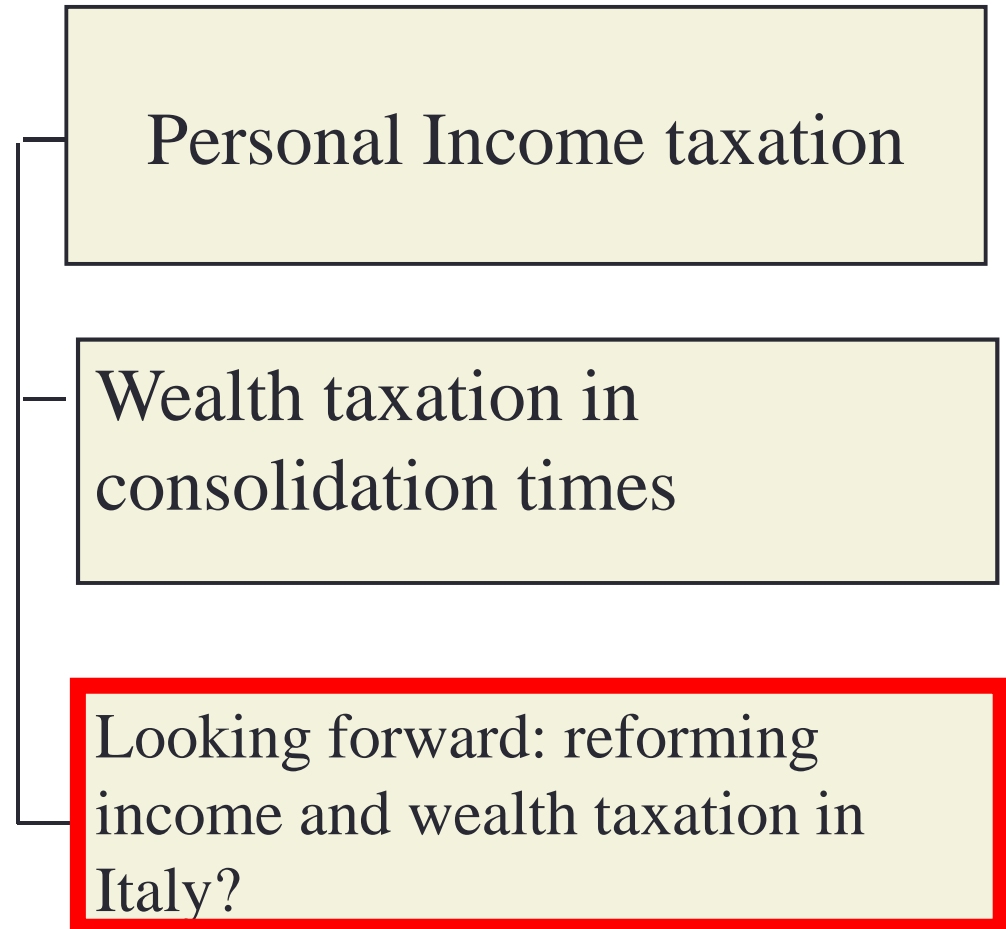 Personal Income taxation
Wealth taxation in
consolidation times
Looking forward: reforming
income and wealth taxation in
Italy?